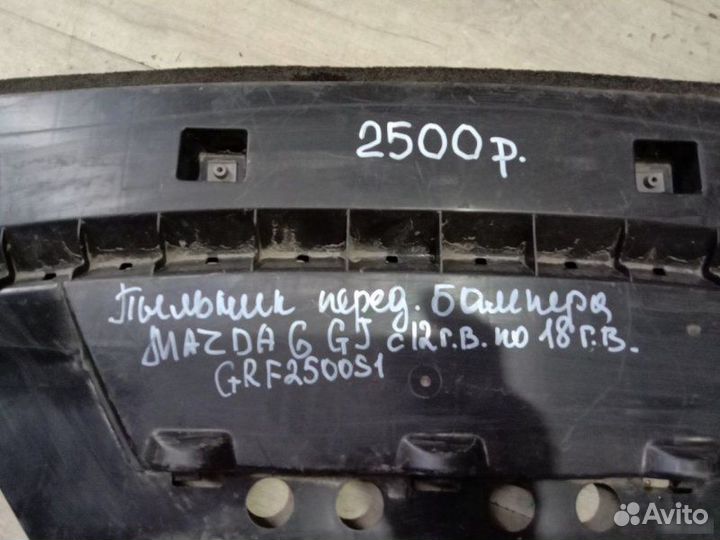 2500р.
Пыльник перед. бампера
MAZDA 6 GJ с 12 г.в. по 18 г.в.
GRF2500S1
Avito